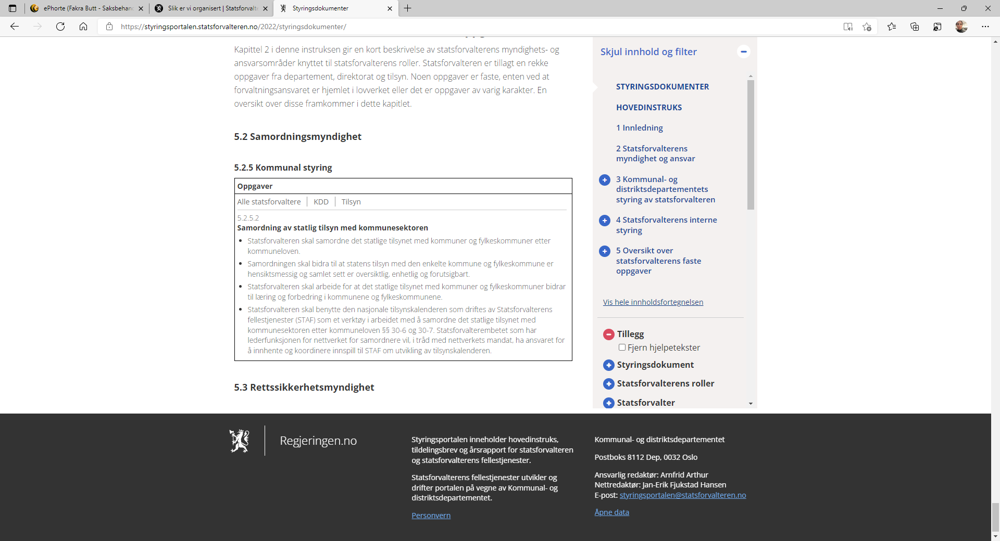 ePhorte (Fakra Butt - Saksbehan
Slik er vi organisert | Statsforvalt
Styringsdokumenter
https://styringsportalen.statsforvalteren.no/2022/styringsdokumenter/
Kapittel 2 i denne instruksen gir en kort beskrivelse av statsforvalterens myndighets- og
ansvarsområder knyttet til statsforvalterens roller. Statsforvalteren er tillagt en rekke
oppgaver fra departement, direktorat og tilsyn. Noen oppgaver er faste, enten ved at
forvaltningsansvaret er hjemlet i lovverket eller det er oppgaver av varig karakter. En
oversikt over disse framkommer i dette kapitlet.
5.2 Samordningsmyndighet
5.2.5 Kommunal styring
Oppgaver
Alle statsforvaltere | KDD | Tilsyn
5.2.5.2
Samordning av statlig tilsyn med kommunesektoren
• Statsforvalteren skal samordne det statlige tilsynet med kommuner og fylkeskommuner etter
kommuneloven.
• Samordningen skal bidra til at statens tilsyn med den enkelte kommune og fylkeskommune er
hensiktsmessig og samlet sett er oversiktlig, enhetlig og forutsigbart.
• Statsforvalteren skal arbeide for at det statlige tilsynet med kommuner og fylkeskommuner bidrar
til læring og forbedring i kommunene og fylkeskommunene.
• Statsforvalteren skal benytte den nasjonale tilsynskalenderen som driftes av Statsforvalterens
fellestjenester (STAF) som et verktøy i arbeidet med å samordne det statlige tilsynet med
kommunesektoren etter kommuneloven §§ 30-6 og 30-7. Statsforvalterembetet som har
lederfunksjonen for nettverket for samordnere vil, i tråd med nettverkets mandat, ha ansvaret for
å innhente og koordinere innspill til STAF om utvikling av tilsynskalenderen.
5.3 Rettssikkerhetsmyndighet
Skjul innhold og filter
STYRINGSDOKUMENTER
HOVEDINSTRUKS
1 Innledning
2 Statsforvalterens
myndighet og ansvar
3 Kommunal- og
distriktsdepartementets
styring av statsforvalteren
4 Statsforvalterens interne
styring
5 Oversikt over
statsforvalterens faste
oppgaver
Vis hele innholdsfortegnelsen
Tillegg
Fjern hjelpetekster
Styringsdokument
Statsforvalterens roller
Statsforvalter
Regjeringen.no
Styringsportalen inneholder hovedinstruks,
tildelingsbrev og årsrapport for statsforvalteren
og statsforvalterens fellestjenester.
Statsforvalterens fellestjenester utvikler og
drifter portalen på vegne av Kommunal- og
distriktsdepartementet.
Personvern
Kommunal- og distriktsdepartementet
Postboks 8112 Dep, 0032 Oslo
Ansvarlig redaktør: Arnfrid Arthur
Nettredaktør: Jan-Erik Fjukstad Hansen
E-post: styringsportalen@statsforvalteren.no
Åpne data